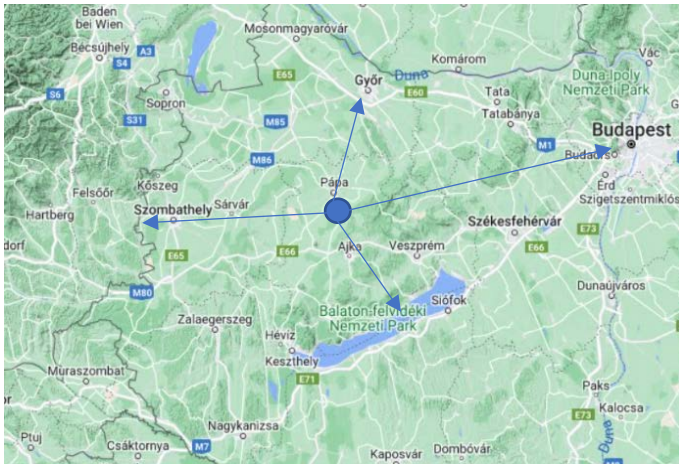 Baden
bei Wien
Bécsújhely
A3
S4
S6
Sopron
S31
Mosonmagyaróvár
E65
Győr
Duna
Komárom
E60
Tata
Tatabánya
Vác
Duna-Ipoly
Nemzeti Park
M1
Budapest
Budaörs
Érd
Szigetszentmiklós
M85
M86
Kőszeg
Felsőőr
Hartberg
Szombathely
Sárvár
Pápa
dorf
E65
E66
Ajka
Veszprém
Székesfehérvár
E66
E73
M80
Zalaegerszeg
Balaton-felvidéki
Nemzeti Park
Siófok
Dunaújváros
Hévíz
Keszthely
E71
Muraszombat
Paks
E73
Kalocsa
Nagykanizsa
M7
Ptuj
Csáktornya
Kaposvár
Dombóvár
Duna